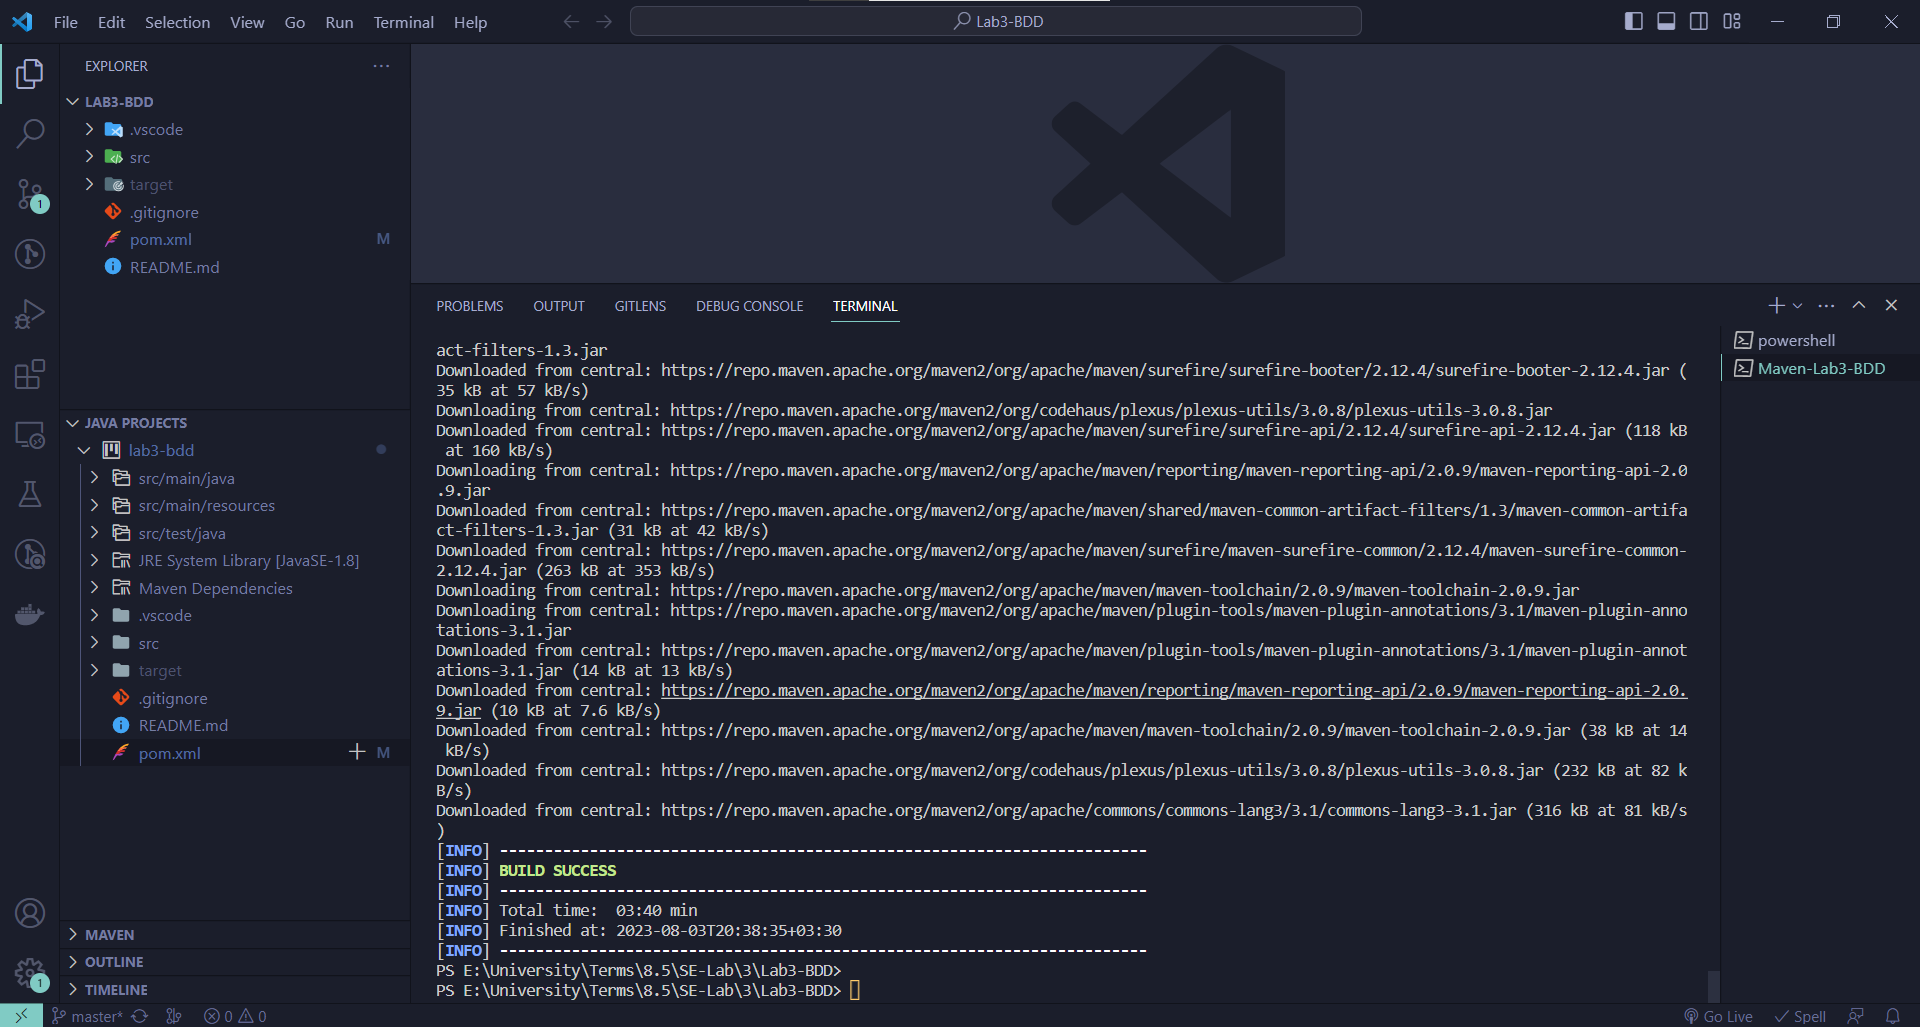 File Edit Selection View Go Run Terminal Help
Lab3-BDD
EXPLORER
LAB3-BDD
.vscode
src
target
.gitignore
pom.xml M
README.md
JAVA PROJECTS
lab3-bdd
src/main/java
src/main/resources
src/test/java
JRE System Library [JavaSE-1.8]
Maven Dependencies
.vscode
src
target
.gitignore
README.md
pom.xml M
MAVEN
OUTLINE
TIMELINE
1
1
PROBLEMS OUTPUT GITLENS DEBUG CONSOLE TERMINAL
act-filters-1.3.jar
Downloaded from central: https://repo.maven.apache.org/maven2/org/apache/maven/surefire/surefire-booter/2.12.4/surefire-booter-2.12.4.jar (
35 kB at 57 kB/s)
Downloading from central: https://repo.maven.apache.org/maven2/org/codehaus/plexus/plexus-utils/3.0.8/plexus-utils-3.0.8.jar
Downloaded from central: https://repo.maven.apache.org/maven2/org/apache/maven/surefire/surefire-api/2.12.4/surefire-api-2.12.4.jar (118 kB
at 160 kB/s)
Downloading from central: https://repo.maven.apache.org/maven2/org/apache/maven/reporting/maven-reporting-api/2.0.9/maven-reporting-api-2.0
.9.jar
Downloaded from central: https://repo.maven.apache.org/maven2/org/apache/maven/shared/maven-common-artifact-filters/1.3/maven-common-artifa
ct-filters-1.3.jar (31 kB at 42 kB/s)
Downloaded from central: https://repo.maven.apache.org/maven2/org/apache/maven/surefire/maven-surefire-common/2.12.4/maven-surefire-common-
2.12.4.jar (263 kB at 353 kB/s)
Downloading from central: https://repo.maven.apache.org/maven2/org/apache/maven/maven-toolchain/2.0.9/maven-toolchain-2.0.9.jar
Downloading from central: https://repo.maven.apache.org/maven2/org/apache/maven/plugin-tools/maven-plugin-annotations/3.1/maven-plugin-anno
tations-3.1.jar
Downloaded from central: https://repo.maven.apache.org/maven2/org/apache/maven/plugin-tools/maven-plugin-annotations/3.1/maven-plugin-annot
ations-3.1.jar (14 kB at 13 kB/s)
Downloaded from central: https://repo.maven.apache.org/maven2/org/apache/maven/reporting/maven-reporting-api/2.0.9/maven-reporting-api-2.0.
9.jar (10 kB at 7.6 kB/s)
Downloaded from central: https://repo.maven.apache.org/maven2/org/apache/maven/maven-toolchain/2.0.9/maven-toolchain-2.0.9.jar (38 kB at 14
kB/s)
Downloaded from central: https://repo.maven.apache.org/maven2/org/codehaus/plexus/plexus-utils/3.0.8/plexus-utils-3.0.8.jar (232 kB at 82 k
B/s)
Downloaded from central: https://repo.maven.apache.org/maven2/org/apache/commons/commons-lang3/3.1/commons-lang3-3.1.jar (316 kB at 81 kB/s
)
[INFO] ------------------------------------------------------------------------
[INFO] BUILD SUCCESS
[INFO] ------------------------------------------------------------------------
[INFO] Total time:  03:40 min
[INFO] Finished at: 2023-08-03T20:38:35+03:30
[INFO] ------------------------------------------------------------------------
PS E:\University\Terms\8.5\SE-Lab\3\Lab3-BDD>
PS E:\University\Terms\8.5\SE-Lab\3\Lab3-BDD>
powershell
Maven-Lab3-BDD
master* 0 0 Go Live Spell